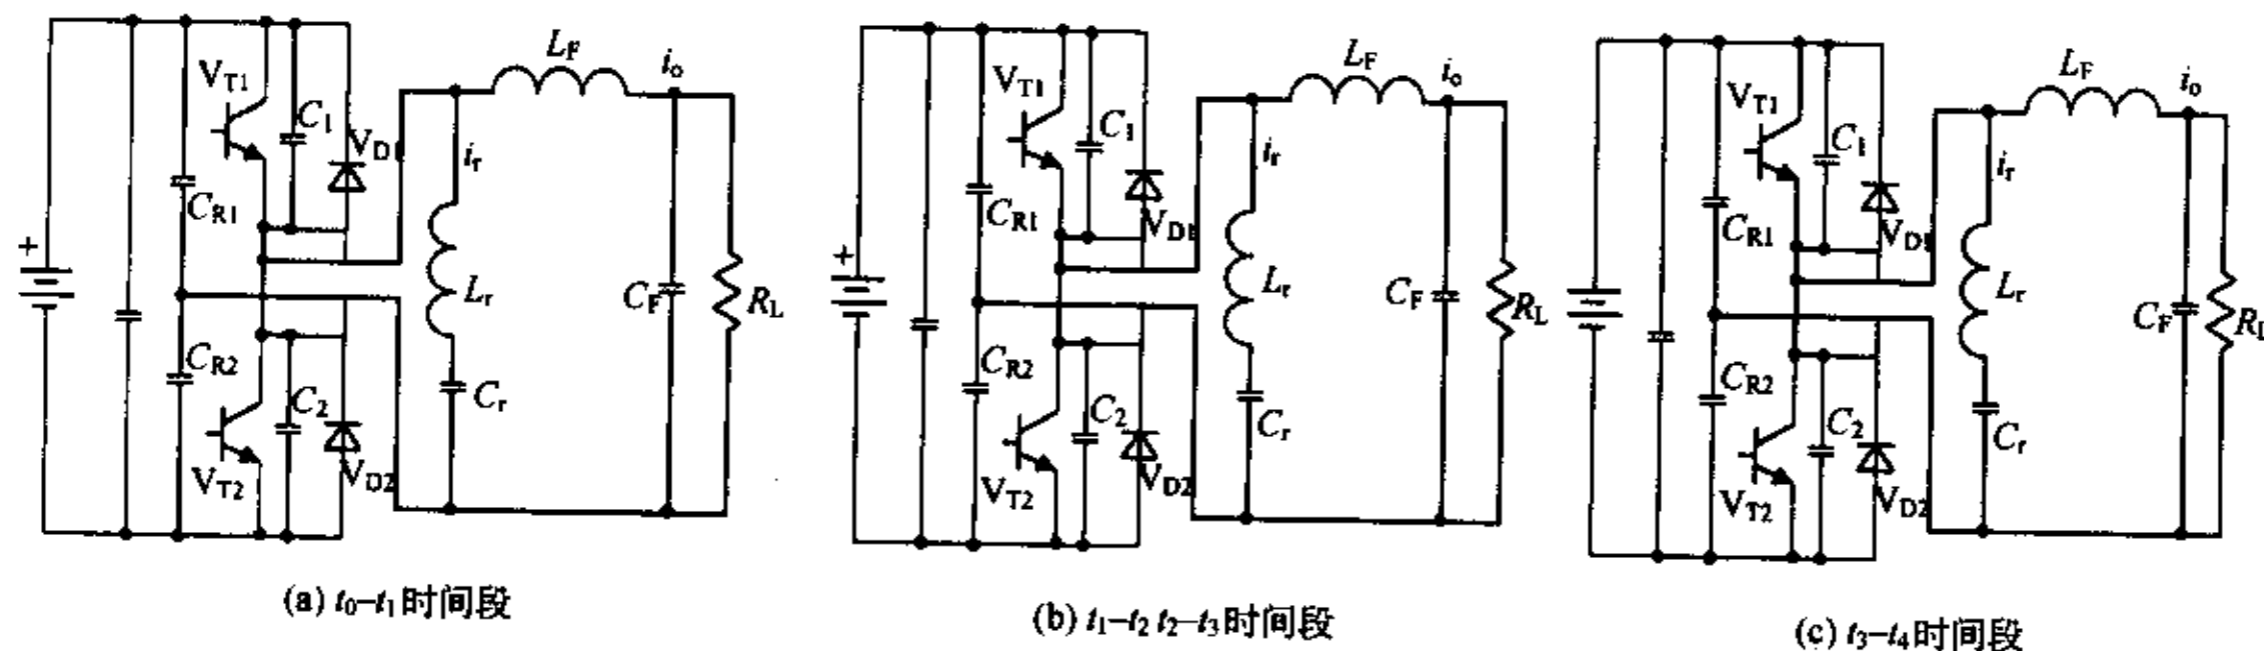 L_F
i_o
V_T1
C_1
V_D1
i_r
C_R1
+
L_r
C_F
R_L
C_R2
C_r
C_2
V_T2
V_D2
(a) t_0–t_1时间段
L_F
i_o
V_T1
C_1
i_r
C_R1
V_D1
+
L_r
C_F
R_L
C_R2
C_2
C_r
V_T2
V_D2
(b) t_1–t_2 t_2–t_3时间段
L_F
i_o
V_T1
C_1
i_r
C_R1
V_D1
L_r
C_F
R_L
C_R2
C_2
C_r
V_T2
V_D2
(c) t_3–t_4时间段